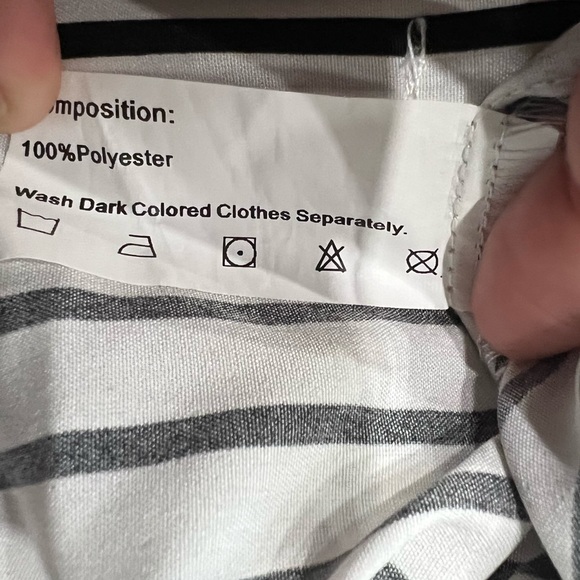 mposition:
100%Polyester
Wash Dark Colored Clothes Separately.